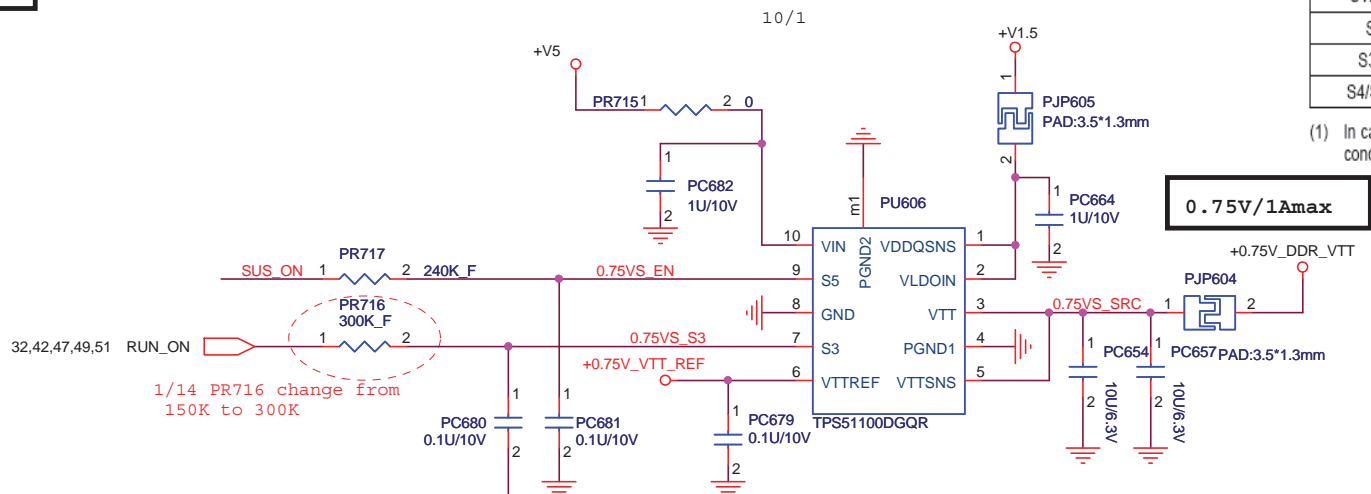 10/1
+V5
+V1.5
S3
S4/
PR715 1 2 0
1
PJP605
PAD:3.5*1.3mm
2
(1) In ca
cond
1
PC682
1U/10V
2
m1
PU606
1
PC664
1U/10V
2
0.75V/1Amax
10 VIN VDDQSNS 1
PGND2
+0.75V_DDR_VTT
PR717
SUS_ON 1 2 240K_F 0.75VS_EN 9 S5 VLDOIN 2
PJP604
PR716
300K_F
8 GND VTT 3 0.75VS_SRC 1 2
32,42,47,49,51 RUN_ON 1 2 0.75VS_S3 7 S3 PGND1 4
PC654 PC657 PAD:3.5*1.3mm
+0.75V_VTT_REF 6 VTTREF VTTSNS 5
1/14 PR716 change from
150K to 300K
TPS51100DGQR
1
PC680
0.1U/10V
2
1
PC681
0.1U/10V
2
1
PC679
0.1U/10V
2
1
10U/6.3V
2
1
10U/6.3V
2